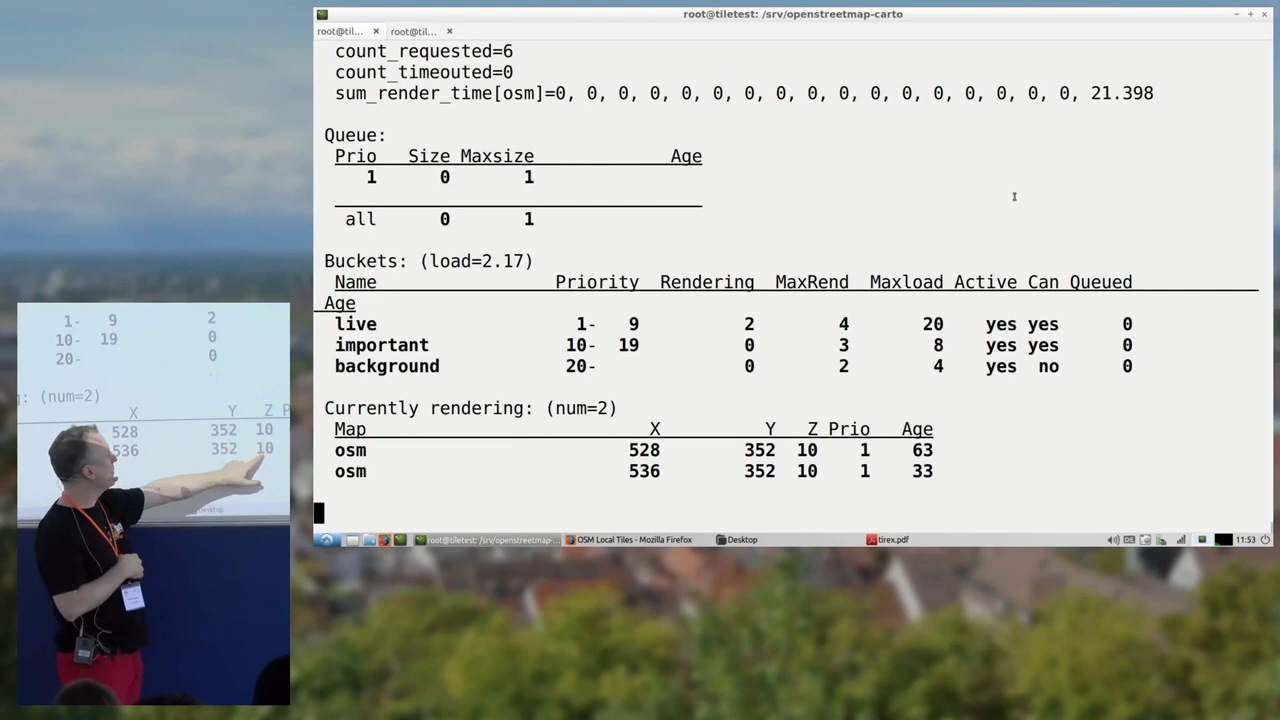 root@tiletest: /srv/openstreetmap-carto
root@til... × root@til... ×
count_requested=6
count_timeouted=0
sum_render_time[osm]=0, 0, 0, 0, 0, 0, 0, 0, 0, 0, 0, 0, 0, 0, 0, 0, 0, 21.398
Queue:
Prio Size Maxsize Age
1 0 1
all 0 1
Buckets: (load=2.17)
Name Priority Rendering MaxRend Maxload Active Can Queued
Age
live 1- 9 2 4 20 yes yes 0
important 10- 19 0 3 8 yes yes 0
background 20- 0 2 4 yes no 0
Currently rendering: (num=2)
Map X Y Z Prio Age
osm 528 352 10 1 63
osm 536 352 10 1 33
root@tiletest: /srv/openstreetmap-... OSM Local Tiles - Mozilla Firefox Desktop tirex.pdf DE 11:53
1- 9 2
10- 19 0
20- 0
g: (num=2)
X Y Z P
528 352 10
536 352 10
Desktop